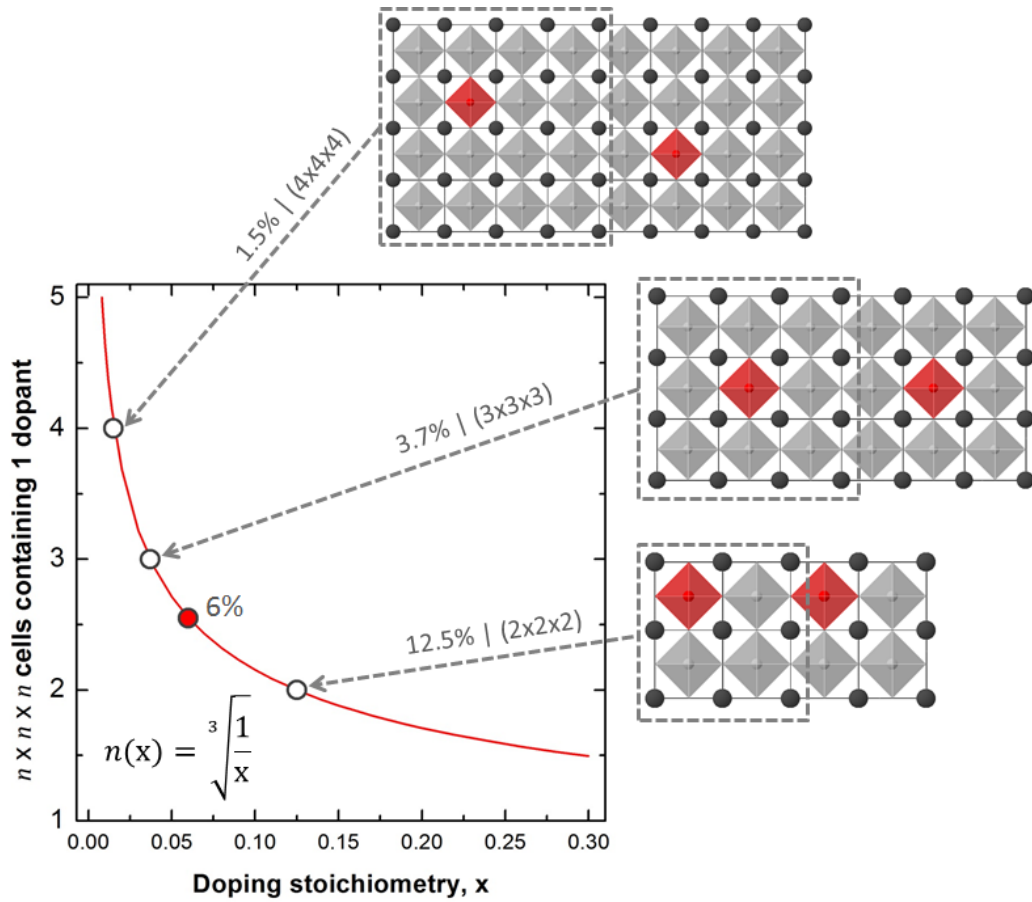 1.5% | (4x4x4)
3.7% | (3x3x3)
12.5% | (2x2x2)
6%
n(x) = ∛(1/x)
n x n x n cells containing 1 dopant
5
4
3
2
1
0.00 0.05 0.10 0.15 0.20 0.25 0.30
Doping stoichiometry, x